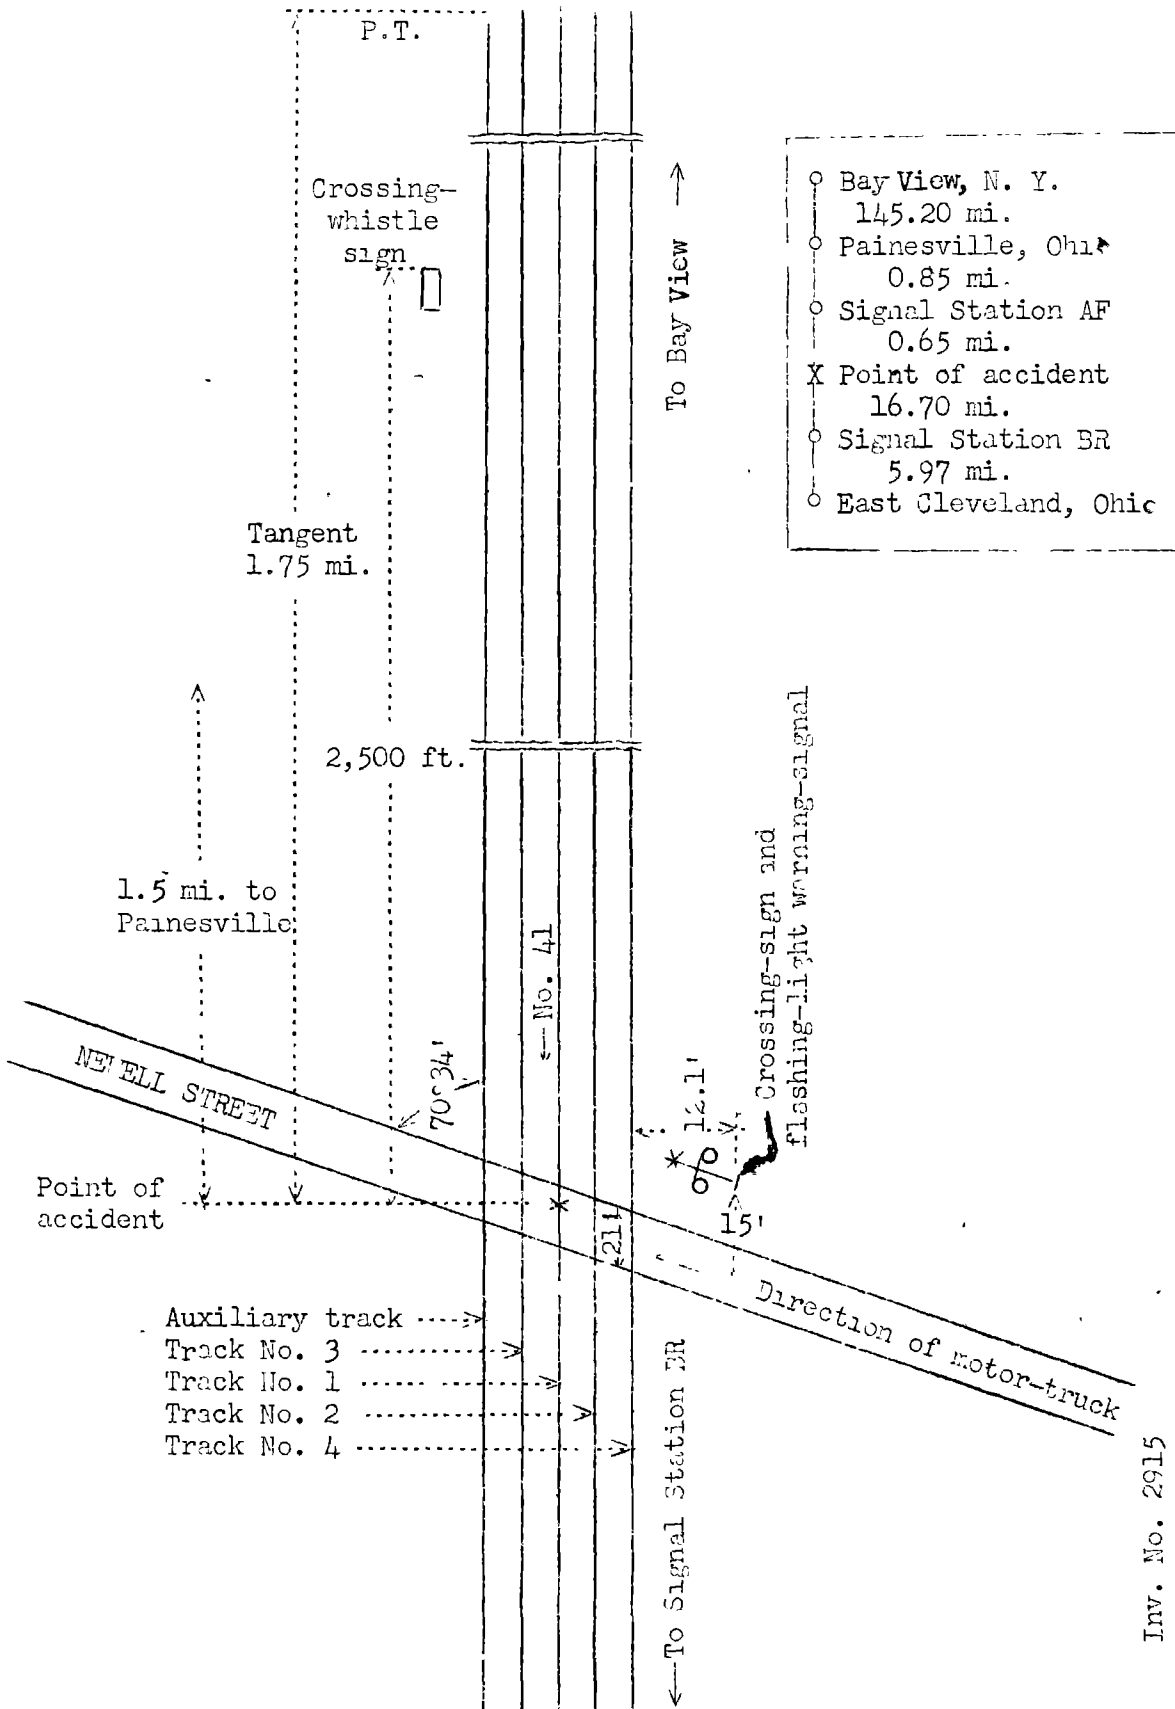 P.T.
Crossing-
whistle
sign
To Bay View
Bay View, N. Y.
145.20 mi.
Painesville, Ohio
0.85 mi.
Signal Station AF
0.65 mi.
X Point of accident
16.70 mi.
Signal Station BR
5.97 mi.
East Cleveland, Ohio
Tangent
1.75 mi.
2,500 ft.
1.5 mi. to
Painesville
No. 41
Crossing-sign and
flashing-light warning-signal
NEWELL STREET
70°34'
12.1'
Point of
accident
21'
15'
Direction of motor-truck
Auxiliary track
Track No. 3
Track No. 1
Track No. 2
Track No. 4
To Signal Station BR
Inv. No. 2915